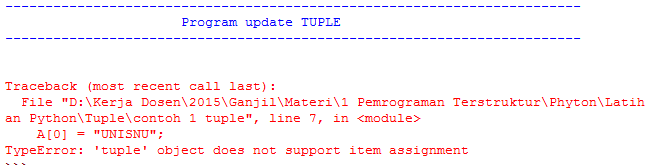 ------------------------------------------------------------------------
Program update TUPLE
------------------------------------------------------------------------
Traceback (most recent call last):
File "D:\Kerja Dosen\2015\Ganjil\Materi\1 Pemrograman Terstruktur\Phyton\Latih
an Python\Tuple\contoh 1 tuple", line 7, in <module>
A[0] = "UNISNU";
TypeError: 'tuple' object does not support item assignment
>>>